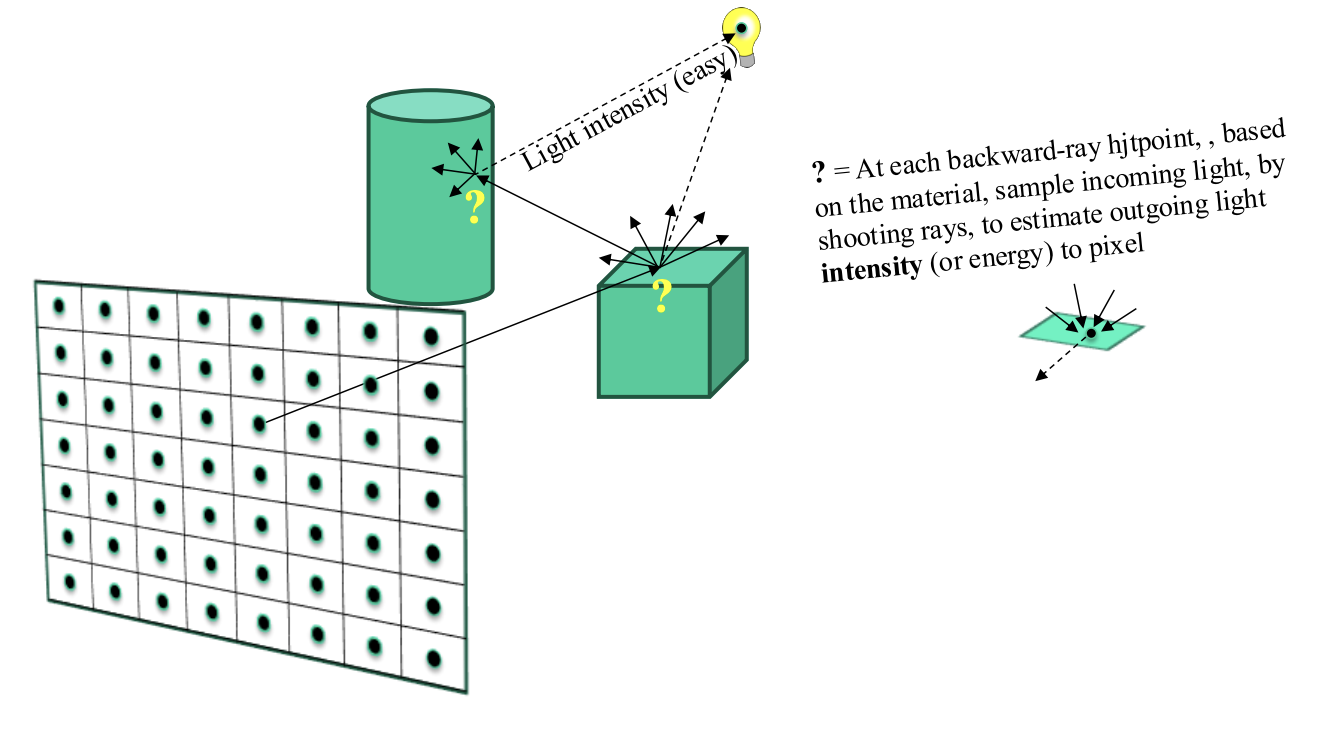 Light intensity (easy)
? = At each backward-ray hjtpoint, , based
on the material, sample incoming light, by
shooting rays, to estimate outgoing light
intensity (or energy) to pixel
?
?